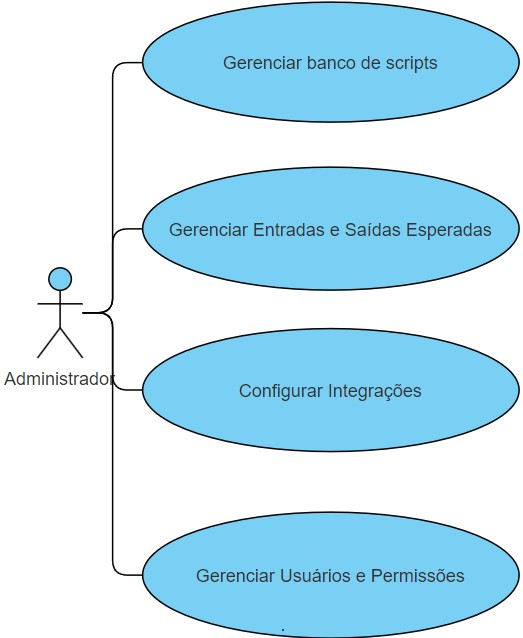 Gerenciar banco de scripts
Gerenciar Entradas e Saídas Esperadas
Administrador
Configurar Integrações
Gerenciar Usuários e Permissões
.